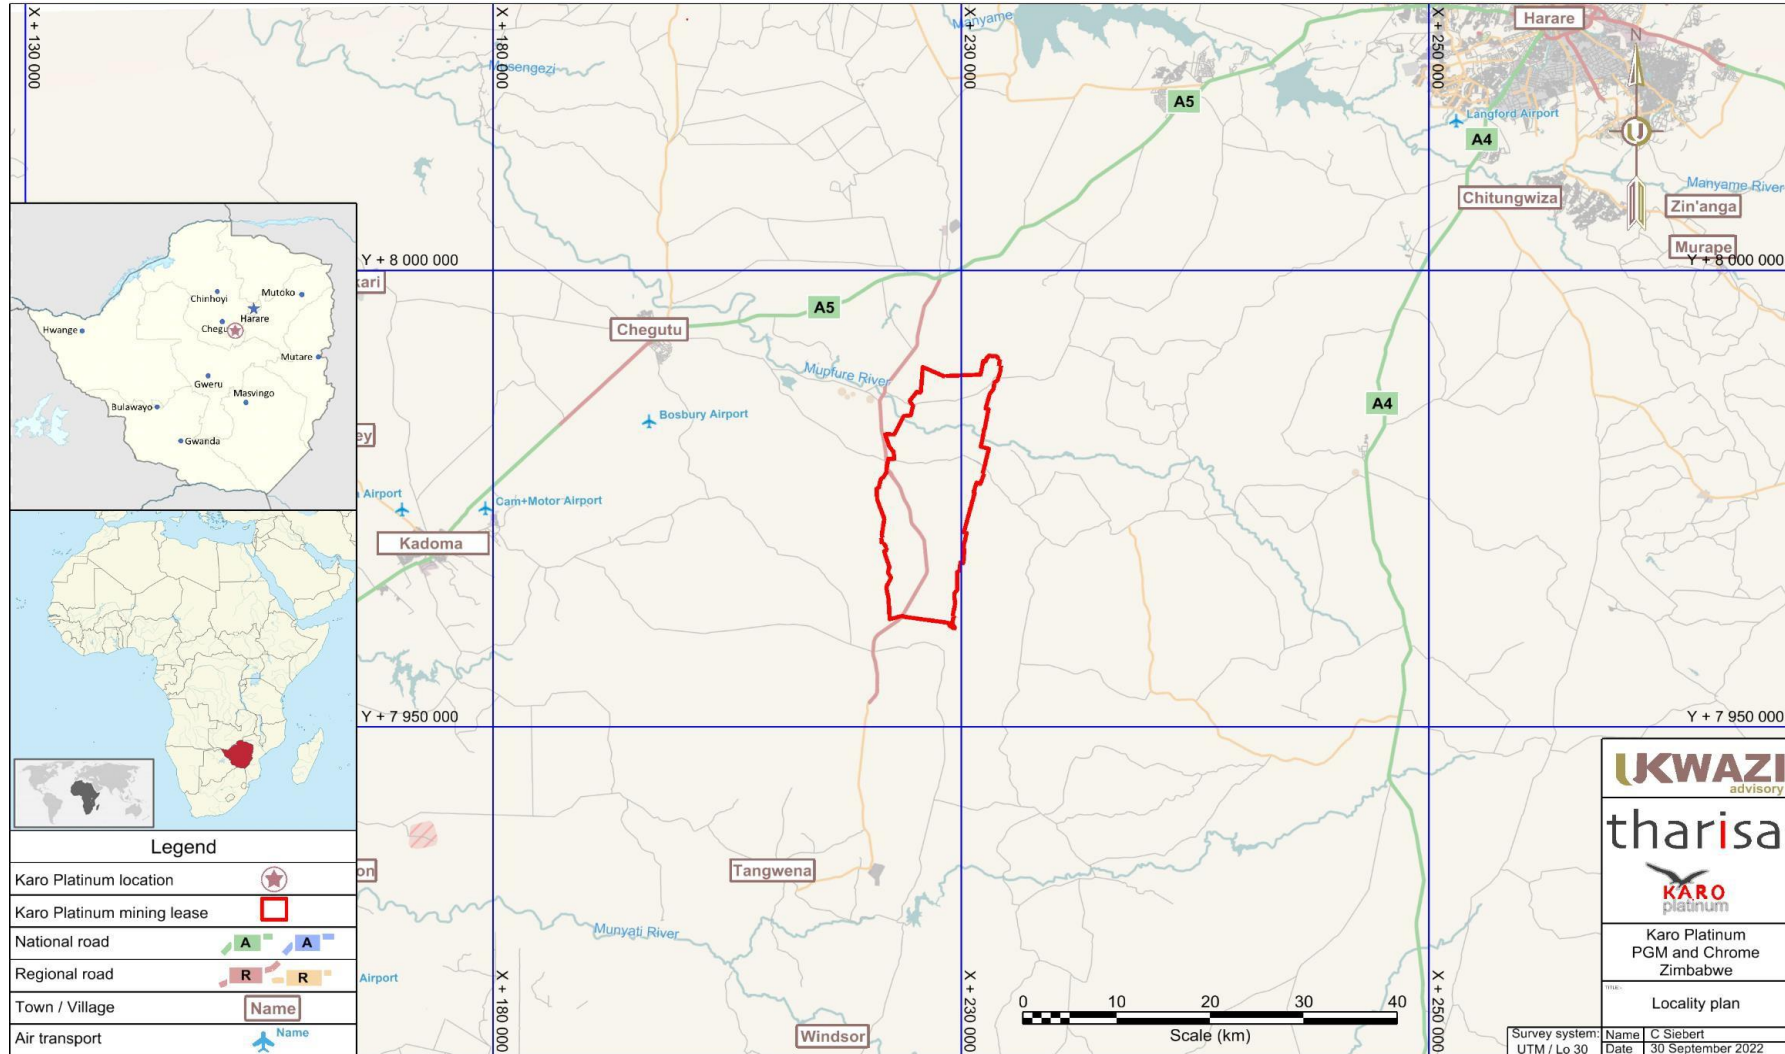 X + 130 000
X + 180 000
X + 230 000
X + 250 000
Manyame
Harare
N
Musengezi
A5
Langford Airport
A4
U
Chitungwiza
Manyame River
Zin'anga
Murape
Y + 8 000 000
Y + 8 000 000
kari
A5
Chegutu
Mupfure River
A4
Bosbury Airport
ey
Airport
Cam+Motor Airport
Kadoma
Y + 7 950 000
Y + 7 950 000
on
Tangwena
Munyati River
Airport
Windsor
X + 180 000
X + 230 000
X + 250 000
0 10 20 30 40
Scale (km)
Chinhoyi
Mutoko
Harare
Chegu
Hwange
Mutare
Gweru
Masvingo
Bulawayo
Gwanda
Legend
Karo Platinum location
Karo Platinum mining lease
National road A A
Regional road R R
Town / Village Name
Air transport Name
UKWAZI
advisory
tharisa
KARO
platinum
Karo Platinum
PGM and Chrome
Zimbabwe
TITLE:-
Locality plan
Survey system: Name C Siebert
UTM / Lo 30 Date 30 September 2022